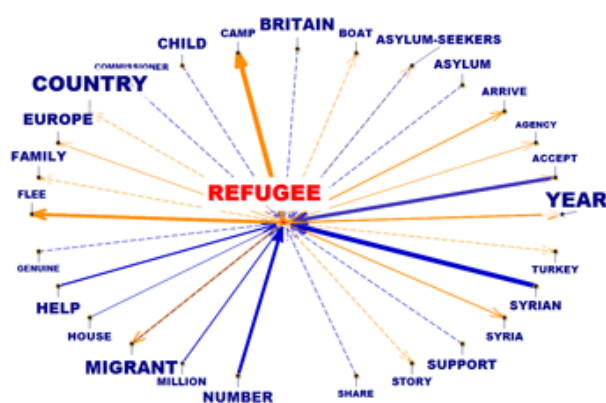 BRITAIN
CAMP
BOAT
CHILD
ASYLUM-SEEKERS
COMMISSIONER
ASYLUM
COUNTRY
ARRIVE
EUROPE
AGENCY
FAMILY
ACCEPT
FLEE
REFUGEE
YEAR
GENUINE
TURKEY
HELP
SYRIAN
HOUSE
SYRIA
MIGRANT
SUPPORT
MILLION
STORY
NUMBER
SHARE